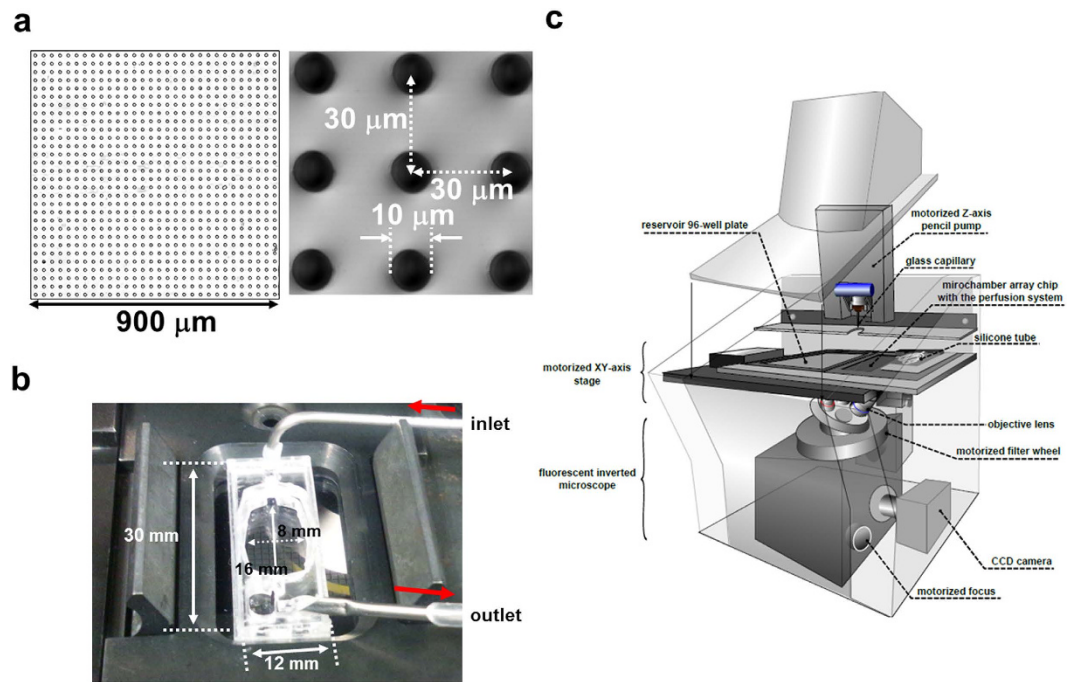 a
30 μm
30 μm
10 μm
900 μm
b
inlet
30 mm
8 mm
16 mm
outlet
12 mm
c
motorized Z-axis
pencil pump
reservoir 96-well plate
glass capillary
mirochamber array chip
with the perfusion system
silicone tube
motorized XY-axis
stage
objective lens
motorized filter wheel
fluorescent inverted
microscope
CCD camera
motorized focus